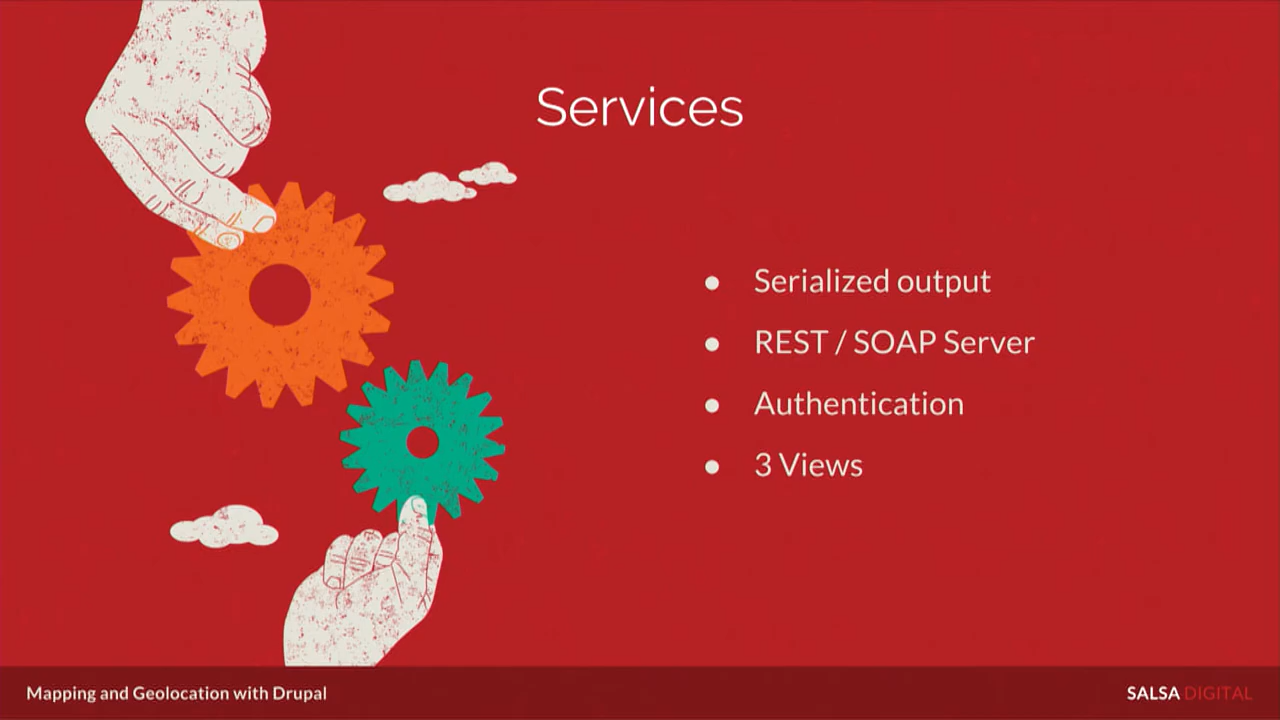 Services
● Serialized output
● REST / SOAP Server
● Authentication
● 3 Views
Mapping and Geolocation with Drupal
SALSA DIGITAL